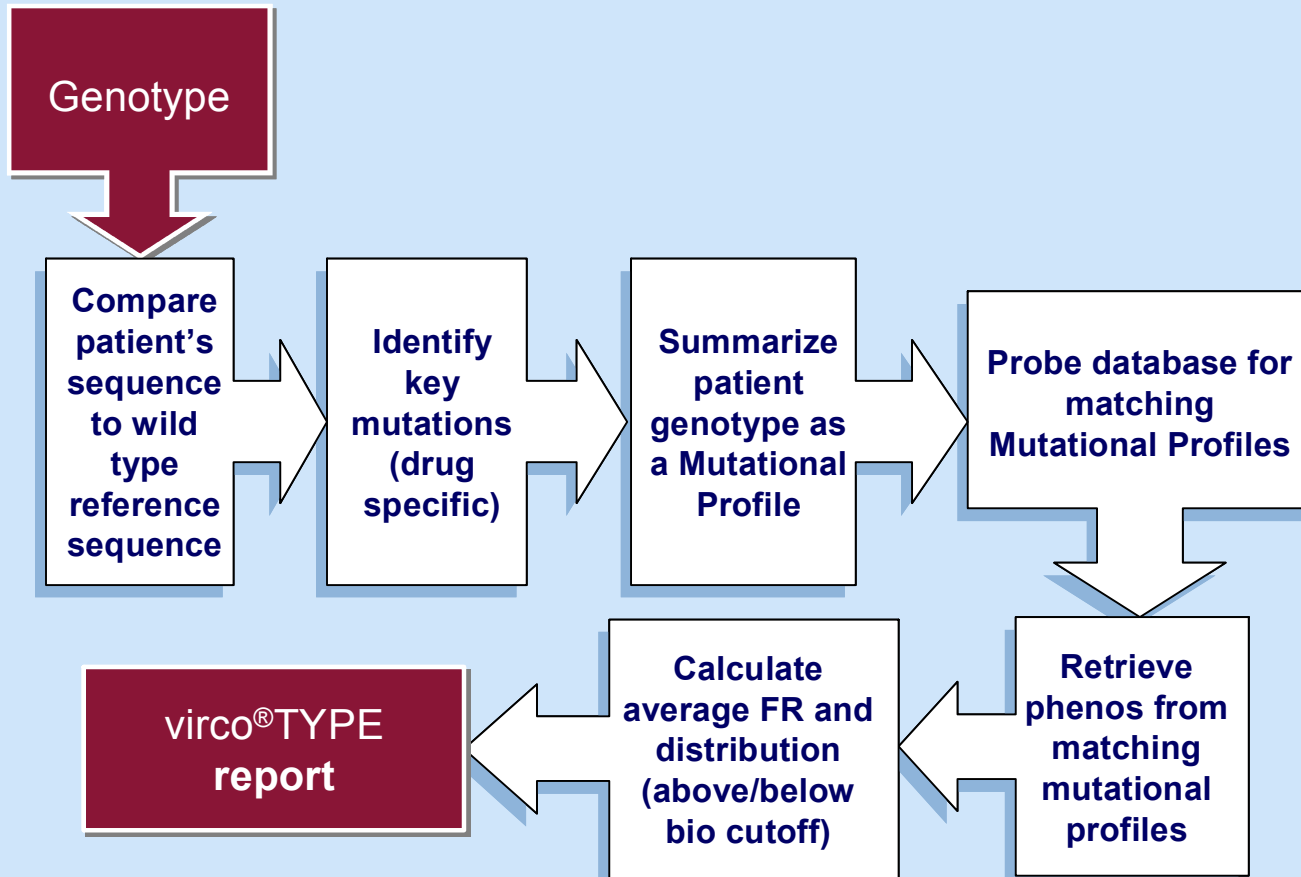 Genotype
Compare
patient’s
sequence
to wild
type
reference
sequence
Identify
key
mutations
(drug
specific)
Summarize
patient
genotype as
a Mutational
Profile
Probe database for
matching
Mutational Profiles
Retrieve
phenos from
matching
mutational
profiles
Calculate
average FR and
distribution
(above/below
bio cutoff)
virco®TYPE
report